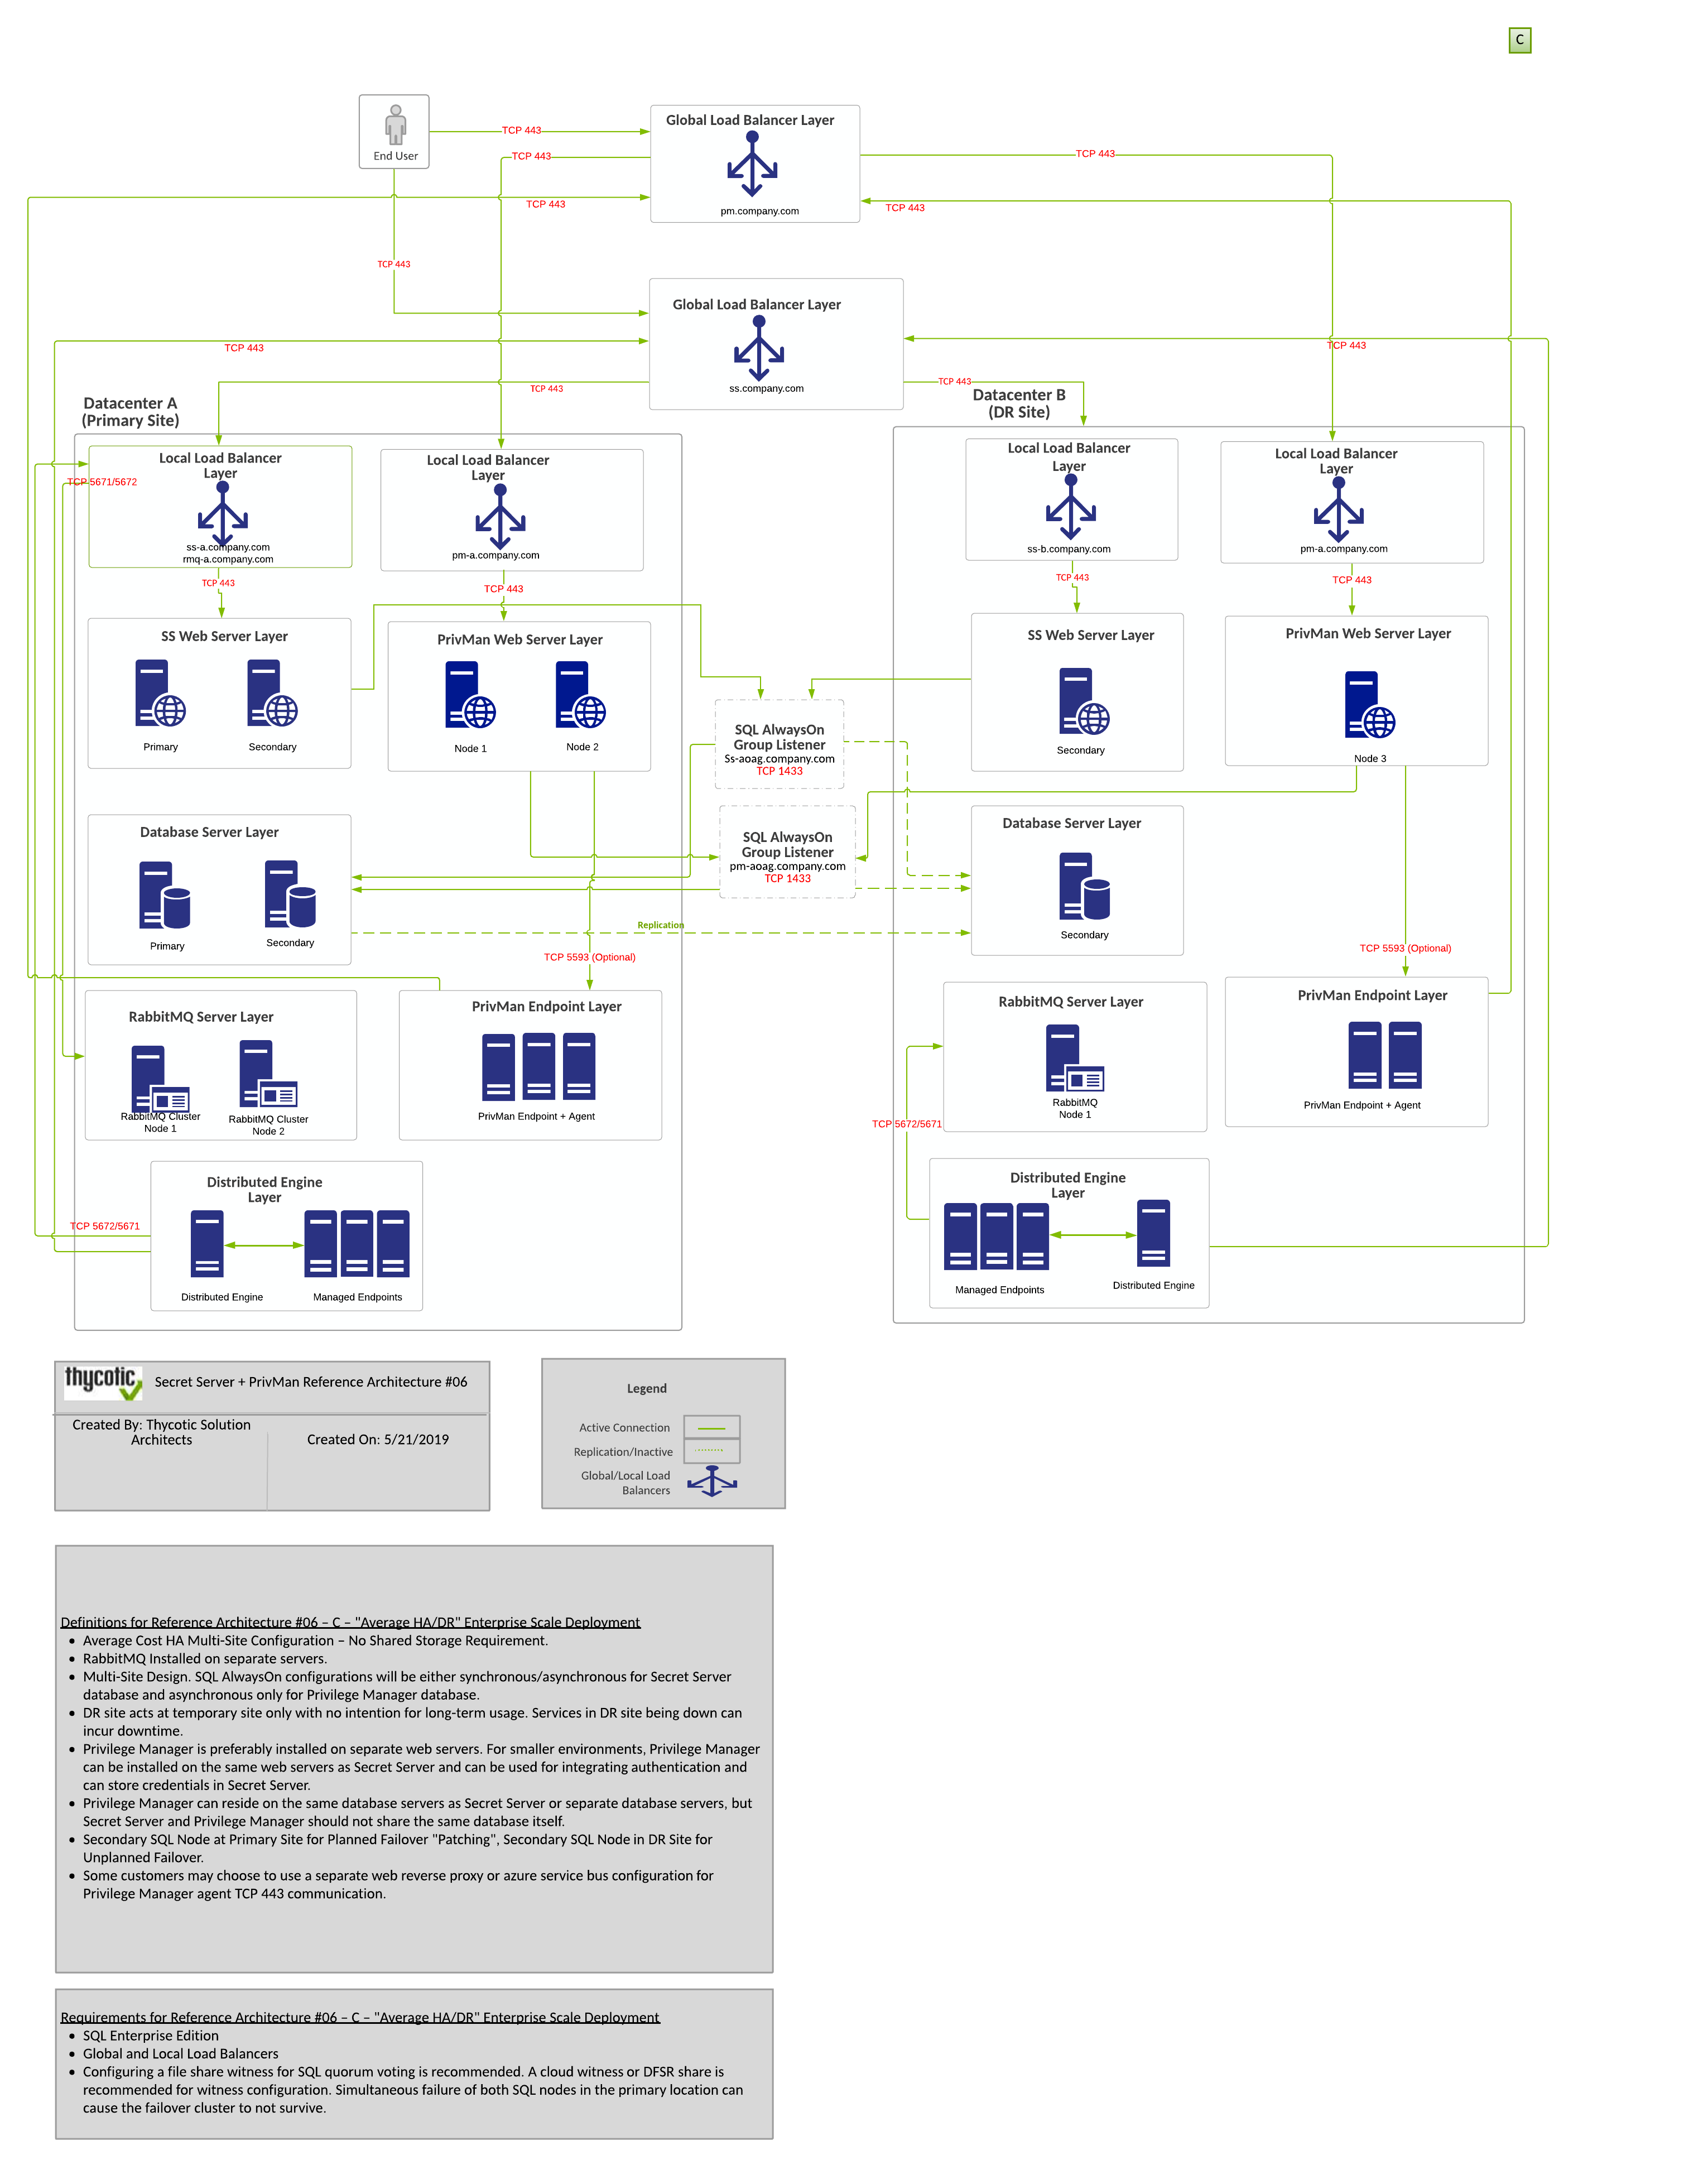 C
End User
TCP 443
Global Load Balancer Layer
pm.company.com
TCP 443
TCP 443
TCP 443
TCP 443
TCP 443
Global Load Balancer Layer
ss.company.com
TCP 443
TCP 443
TCP 443
TCP 443
Datacenter A
(Primary Site)
Datacenter B
(DR Site)
Local Load Balancer
Layer
ss-a.company.com
rmq-a.company.com
TCP 5671/5672
Local Load Balancer
Layer
pm-a.company.com
Local Load Balancer
Layer
ss-b.company.com
Local Load Balancer
Layer
pm-a.company.com
TCP 443
TCP 443
TCP 443
TCP 443
SS Web Server Layer
Primary
Secondary
PrivMan Web Server Layer
Node 1
Node 2
SS Web Server Layer
Secondary
PrivMan Web Server Layer
Node 3
SQL AlwaysOn
Group Listener
Ss-aoag.company.com
TCP 1433
SQL AlwaysOn
Group Listener
pm-aoag.company.com
TCP 1433
Database Server Layer
Primary
Secondary
Database Server Layer
Secondary
Replication
TCP 5593 (Optional)
TCP 5593 (Optional)
RabbitMQ Server Layer
RabbitMQ Cluster
Node 1
RabbitMQ Cluster
Node 2
PrivMan Endpoint Layer
PrivMan Endpoint + Agent
RabbitMQ Server Layer
RabbitMQ
Node 1
PrivMan Endpoint Layer
PrivMan Endpoint + Agent
TCP 5672/5671
TCP 5672/5671
Distributed Engine
Layer
Distributed Engine
Managed Endpoints
Distributed Engine
Layer
Managed Endpoints
Distributed Engine
thycotic
Secret Server + PrivMan Reference Architecture #06
Created By: Thycotic Solution
Architects
Created On: 5/21/2019
Legend
Active Connection
Replication/Inactive
Global/Local Load
Balancers
Definitions for Reference Architecture #06 – C – "Average HA/DR" Enterprise Scale Deployment
• Average Cost HA Multi-Site Configuration – No Shared Storage Requirement.
• RabbitMQ Installed on separate servers.
• Multi-Site Design. SQL AlwaysOn configurations will be either synchronous/asynchronous for Secret Server
database and asynchronous only for Privilege Manager database.
• DR site acts at temporary site only with no intention for long-term usage. Services in DR site being down can
incur downtime.
• Privilege Manager is preferably installed on separate web servers. For smaller environments, Privilege Manager
can be installed on the same web servers as Secret Server and can be used for integrating authentication and
can store credentials in Secret Server.
• Privilege Manager can reside on the same database servers as Secret Server or separate database servers, but
Secret Server and Privilege Manager should not share the same database itself.
• Secondary SQL Node at Primary Site for Planned Failover "Patching", Secondary SQL Node in DR Site for
Unplanned Failover.
• Some customers may choose to use a separate web reverse proxy or azure service bus configuration for
Privilege Manager agent TCP 443 communication.
Requirements for Reference Architecture #06 – C – "Average HA/DR" Enterprise Scale Deployment
• SQL Enterprise Edition
• Global and Local Load Balancers
• Configuring a file share witness for SQL quorum voting is recommended. A cloud witness or DFSR share is
recommended for witness configuration. Simultaneous failure of both SQL nodes in the primary location can
cause the failover cluster to not survive.